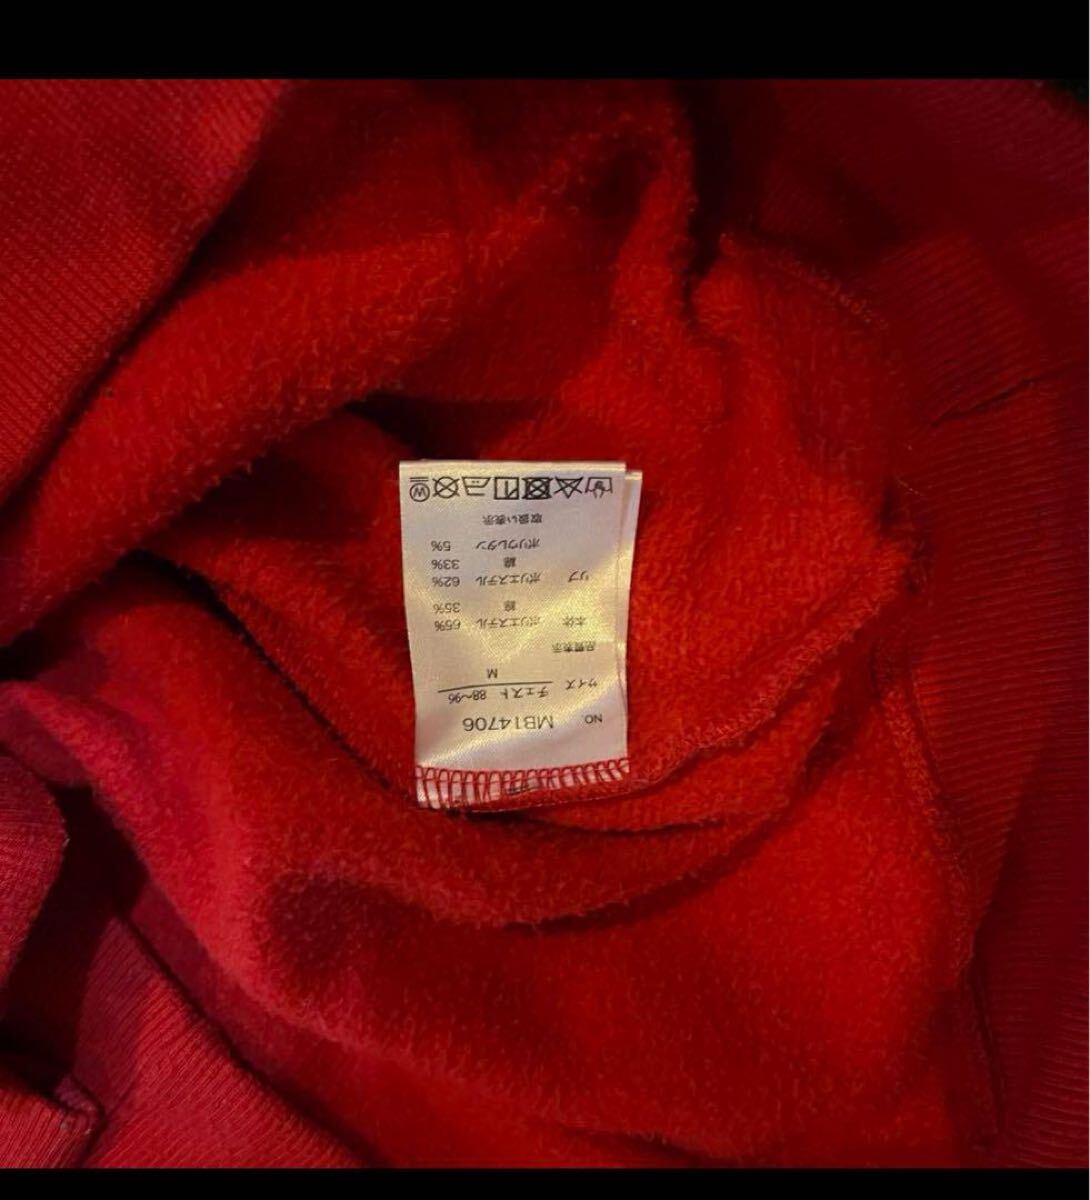 NO MB14706
サイズ チェスト 88~96
M
品質表示
本体 ポリエステル 65%
綿 35%
リブ ポリエステル 62%
綿 33%
ポリウレタン 5%
取扱い表示
W